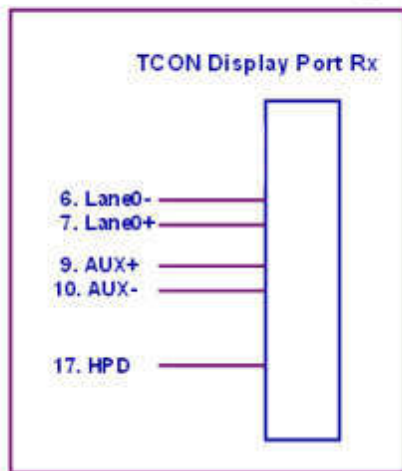 TCON Display Port Rx
6. Lane0-
7. Lane0+
9. AUX+
10. AUX-
17. HPD